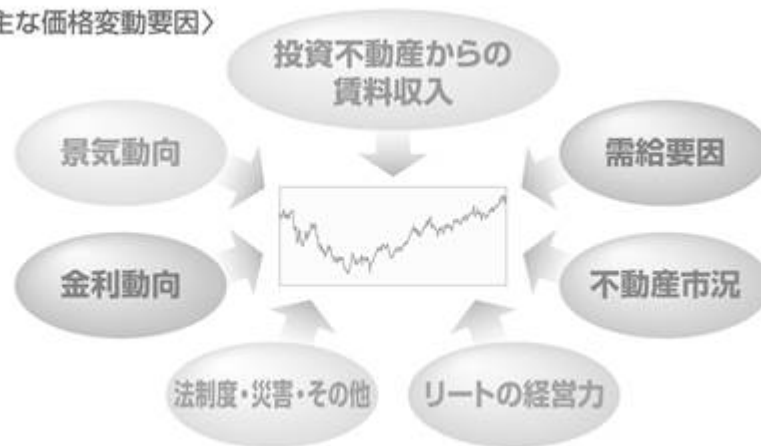 主な価格変動要因〉
投資不動産からの
賃料収入
景気動向
需給要因
金利動向
不動産市況
法制度・災害・その他
リートの経営力